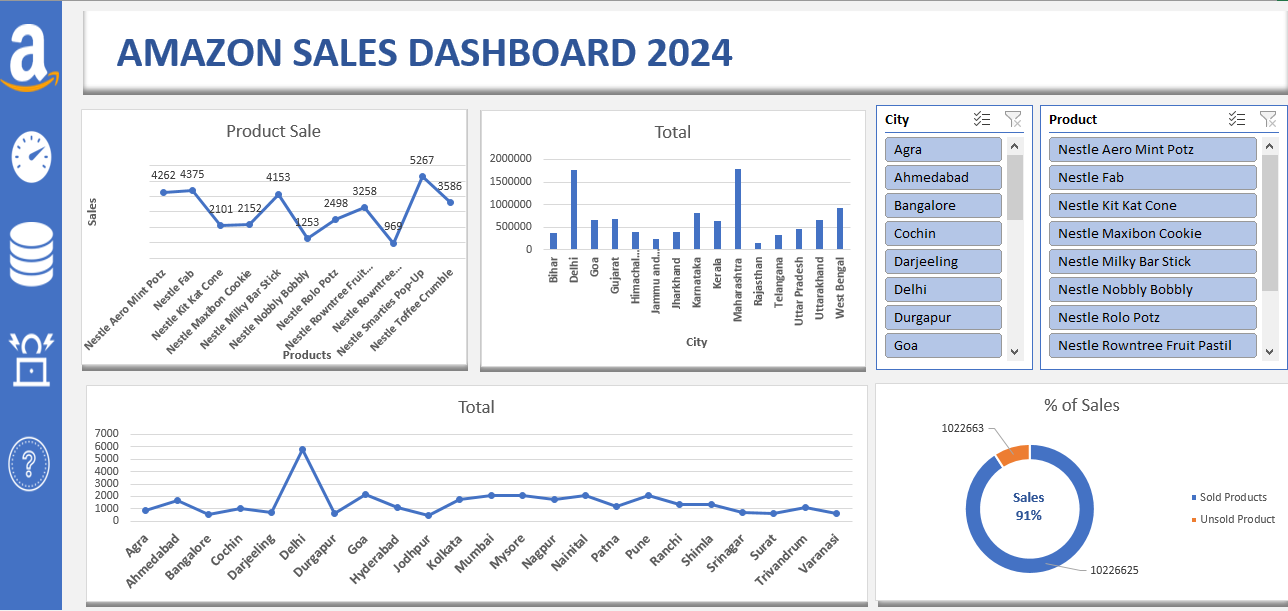 a
AMAZON SALES DASHBOARD 2024
Product Sale
Sales
4262
4375
2101
2152
4153
1253
2498
3258
969
5267
3586
Nestle Aero Mint Potz
Nestle Fab
Nestle Kit Kat Cone
Nestle Maxibon Cookie
Nestle Milky Bar Stick
Nestle Nobbly Bobbly
Nestle Rolo Potz
Nestle Rowntree Fruit...
Nestle Rowntree...
Nestle Smarties Pop-Up
Nestle Toffee Crumble
Products
Total
2000000
1500000
1000000
500000
0
Bihar
Delhi
Goa
Gujarat
Himachal...
Jammu and...
Jharkhand
Karnataka
Kerala
Maharashtra
Rajasthan
Telangana
Uttar Pradesh
Uttarakhand
West Bengal
City
City
Agra
Ahmedabad
Bangalore
Cochin
Darjeeling
Delhi
Durgapur
Goa
Product
Nestle Aero Mint Potz
Nestle Fab
Nestle Kit Kat Cone
Nestle Maxibon Cookie
Nestle Milky Bar Stick
Nestle Nobbly Bobbly
Nestle Rolo Potz
Nestle Rowntree Fruit Pastil
Total
7000
6000
5000
4000
3000
2000
1000
0
Agra
Ahmedabad
Bangalore
Cochin
Darjeeling
Delhi
Durgapur
Goa
Hyderabad
Jodhpur
Kolkata
Mumbai
Mysore
Nagpur
Nainital
Patna
Pune
Ranchi
Shimla
Srinagar
Surat
Trivandrum
Varanasi
% of Sales
1022663
Sales
91%
10226625
Sold Products
Unsold Product
?